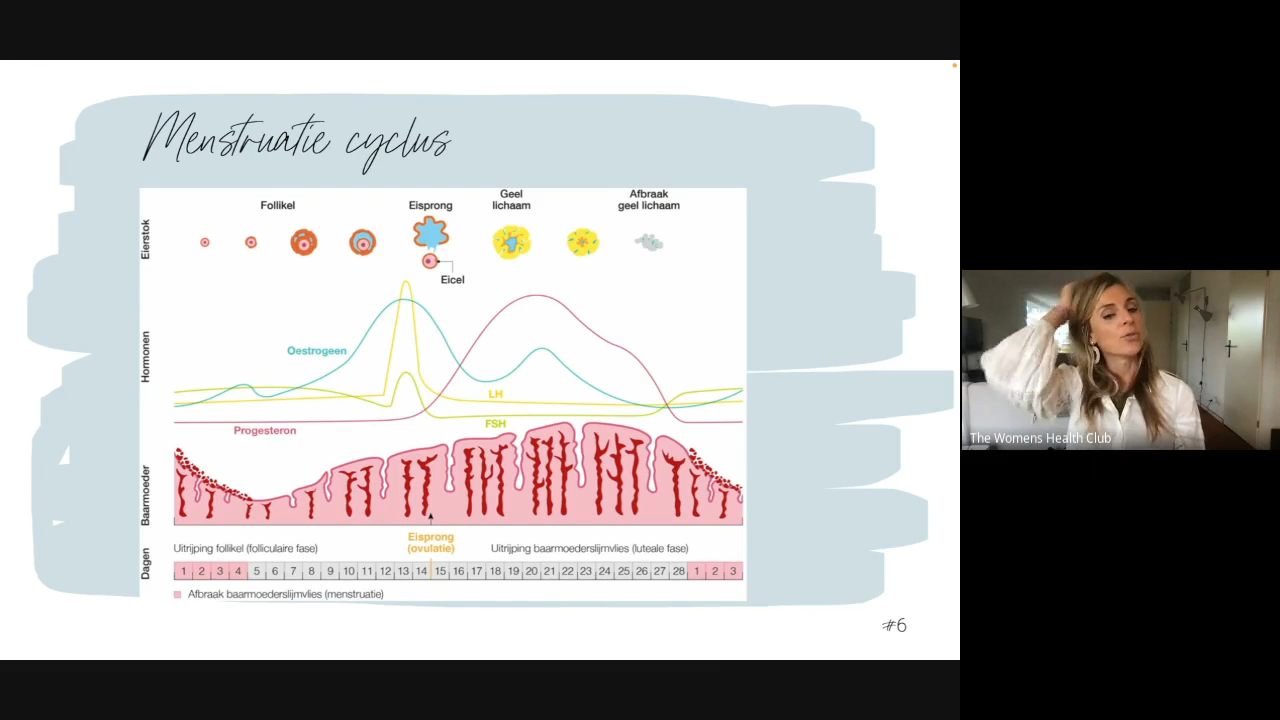 Menstruatie cyclus
Follikel
Eisprong
Geel
lichaam
Afbraak
geel lichaam
Eierstok
Eicel
Hormonen
Oestrogeen
LH
FSH
Progesteron
Baarmoeder
Eisprong
(ovulatie)
Uitrijping follikel (folliculaire fase)
Uitrijping baarmoederslijmvlies (luteale fase)
Dagen
1 2 3 4 5 6 7 8 9 10 11 12 13 14 15 16 17 18 19 20 21 22 23 24 25 26 27 28 1 2 3
Afbraak baarmoederslijmvlies (menstruatie)
#6
The Womens Health Club